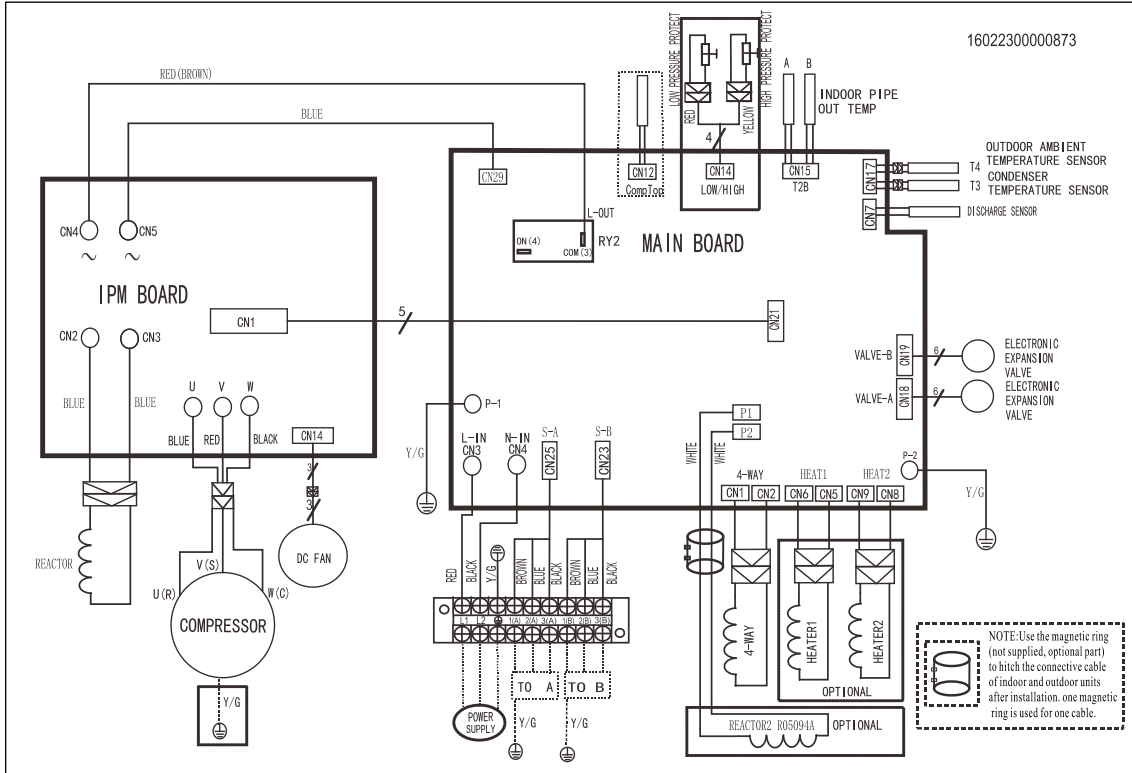 16022300000873
LOW PRESSURE PROTECT
HIGH PRESSURE PROTECT
RED
YELLOW
4
A B
INDOOR PIPE
OUT TEMP
RED(BROWN)
BLUE
CN29
CN12
CompTop
CN14
LOW/HIGH
CN15
T2B
CN17
CN7
T4
OUTDOOR AMBIENT
TEMPERATURE SENSOR
T3
CONDENSER
TEMPERATURE SENSOR
DISCHARGE SENSOR
CN4
CN5
~
~
IPM BOARD
CN2
CN3
CN1
5
CN21
L-OUT
ON(4)
COM(3)
RY2
MAIN BOARD
VALVE-B
CN19
6
ELECTRONIC
EXPANSION
VALVE
VALVE-A
CN18
6
ELECTRONIC
EXPANSION
VALVE
BLUE
BLUE
U V W
BLUE
RED
BLACK
CN14
3
3
DC FAN
REACTOR
V(S)
U(R)
W(C)
COMPRESSOR
Y/G
P-1
Y/G
L-IN
CN3
N-IN
CN4
S-A
CN25
S-B
CN23
RED
BLACK
Y/G
BROWN
BLUE
BLACK
BROWN
BLUE
BLACK
L1 L2 1(A) 2(A) 3(A) 1(B) 2(B) 3(B)
TO A
TO B
POWER
SUPPLY
Y/G
Y/G
P1
P2
WHITE
WHITE
4-WAY
HEAT1
HEAT2
CN1 CN2
CN6 CN5
CN9 CN8
P-2
Y/G
4-WAY
HEATER1
HEATER2
OPTIONAL
REACTOR2 R05094A
OPTIONAL
NOTE:Use the magnetic ring
(not supplied, optional part)
to hitch the connective cable
of indoor and outdoor units
after installation. one magnetic
ring is used for one cable.